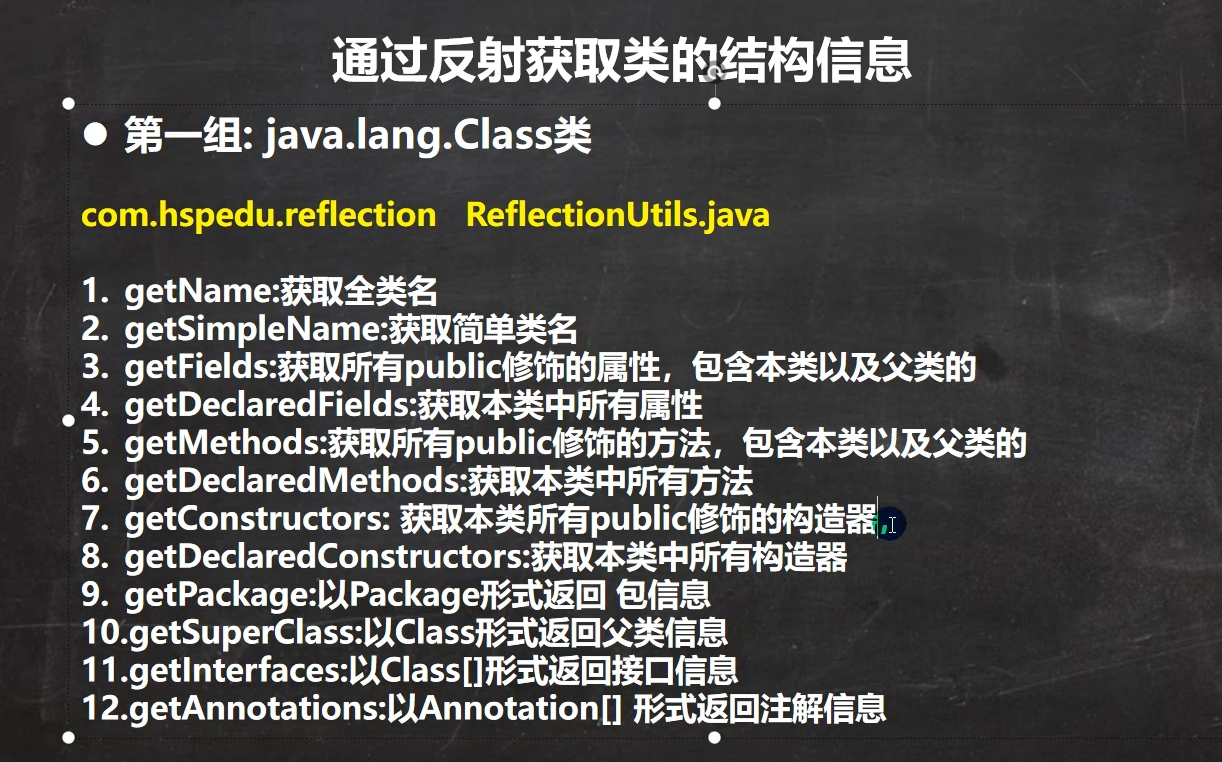 通过反射获取类的结构信息
● 第一组: java.lang.Class类
com.hspedu.reflection ReflectionUtils.java
1. getName:获取全类名
2. getSimpleName:获取简单类名
3. getFields:获取所有public修饰的属性，包含本类以及父类的
4. getDeclaredFields:获取本类中所有属性
5. getMethods:获取所有public修饰的方法，包含本类以及父类的
6. getDeclaredMethods:获取本类中所有方法
7. getConstructors: 获取本类所有public修饰的构造器
8. getDeclaredConstructors:获取本类中所有构造器
9. getPackage:以Package形式返回 包信息
10.getSuperClass:以Class形式返回父类信息
11.getInterfaces:以Class[]形式返回接口信息
12.getAnnotations:以Annotation[] 形式返回注解信息